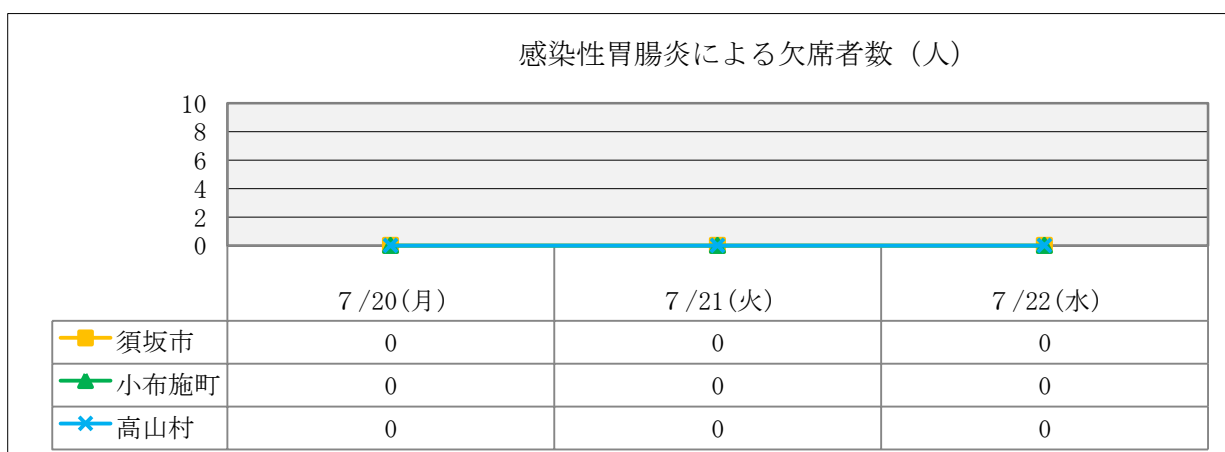 感染性胃腸炎による欠席者数（人）
10
8
6
4
2
0
７/20(月) ７/21(火) ７/22(水)
須坂市 0 0 0
小布施町 0 0 0
高山村 0 0 0